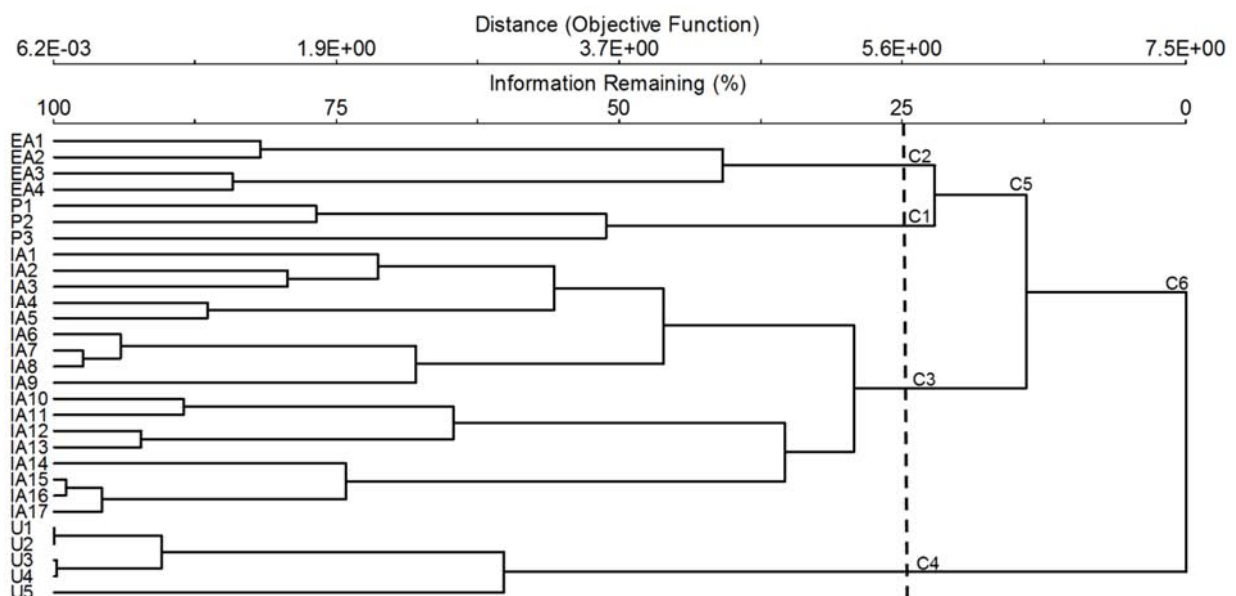 Distance (Objective Function)
6.2E-03 1.9E+00 3.7E+00 5.6E+00 7.5E+00
Information Remaining (%)
100 75 50 25 0
EA1
EA2
C2
EA3
EA4
C5
P1
P2
C1
P3
IA1
IA2
IA3
C6
IA4
IA5
IA6
IA7
IA8
IA9
C3
IA10
IA11
IA12
IA13
IA14
IA15
IA16
IA17
U1
U2
U3
U4
C4
U5